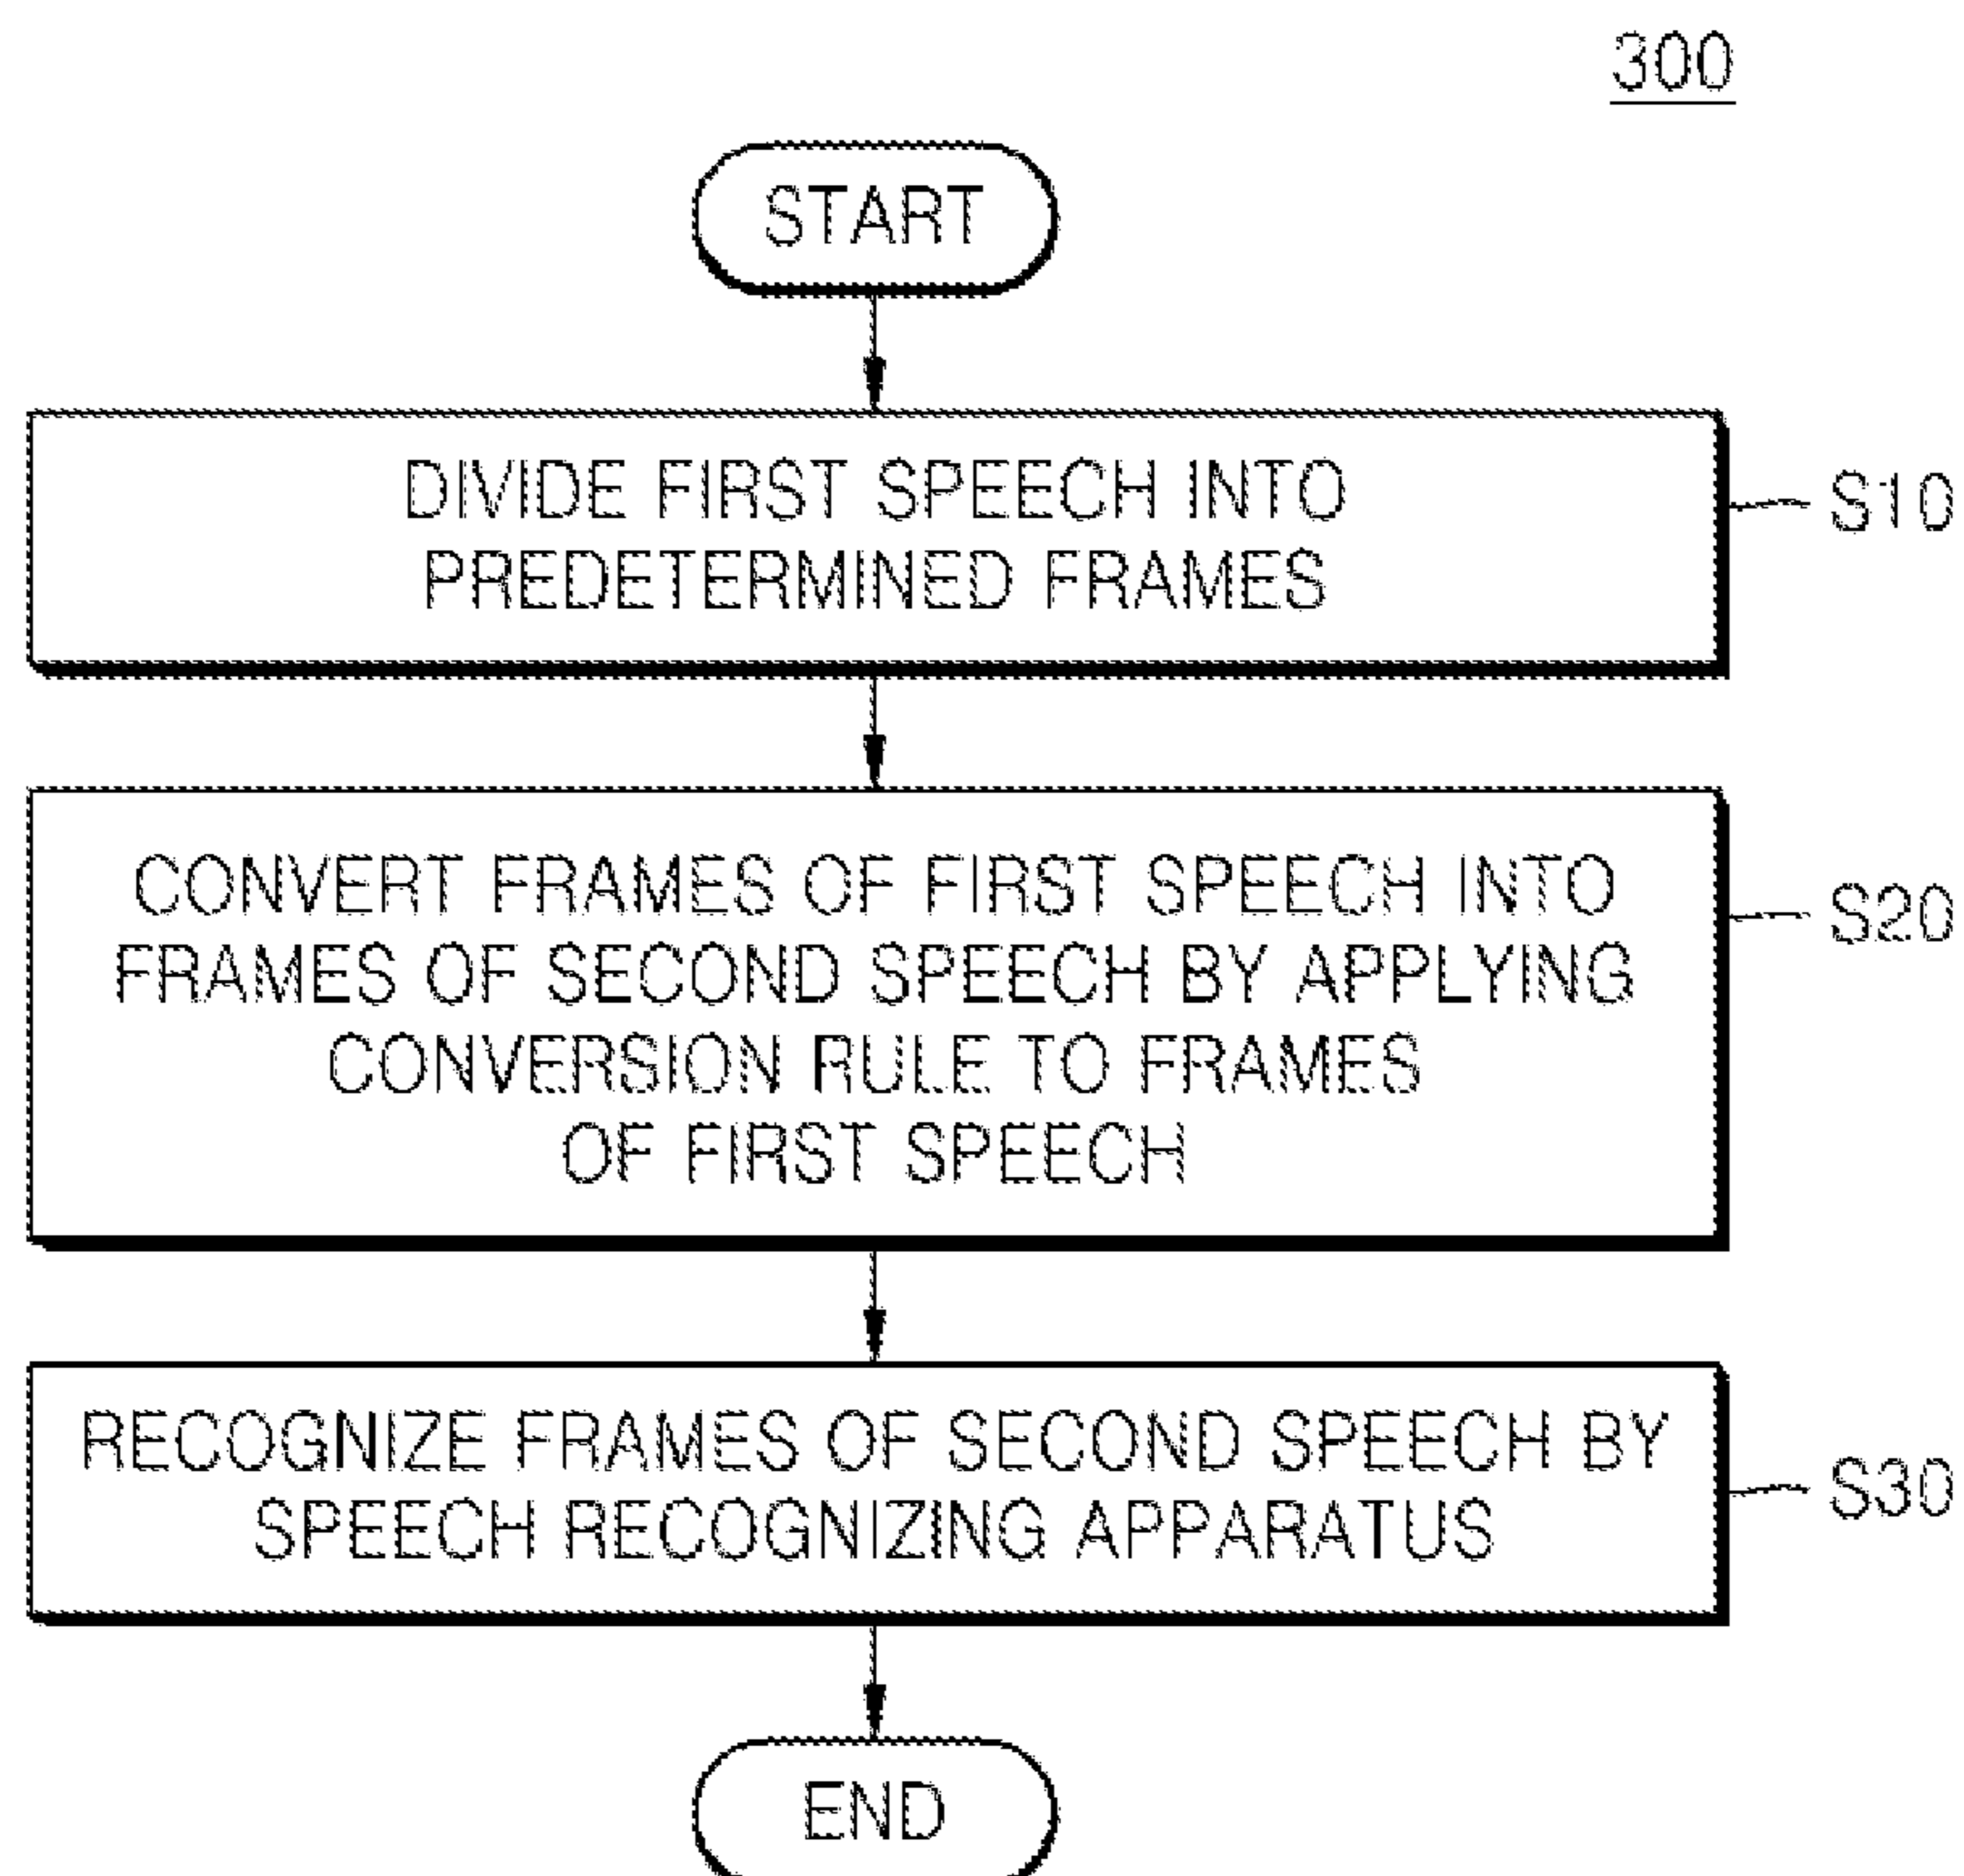 300
START
DIVIDE FIRST SPEECH INTO
PREDETERMINED FRAMES
S10
CONVERT FRAMES OF FIRST SPEECH INTO
FRAMES OF SECOND SPEECH BY APPLYING
CONVERSION RULE TO FRAMES
OF FIRST SPEECH
S20
RECOGNIZE FRAMES OF SECOND SPEECH BY
SPEECH RECOGNIZING APPARATUS
S30
END